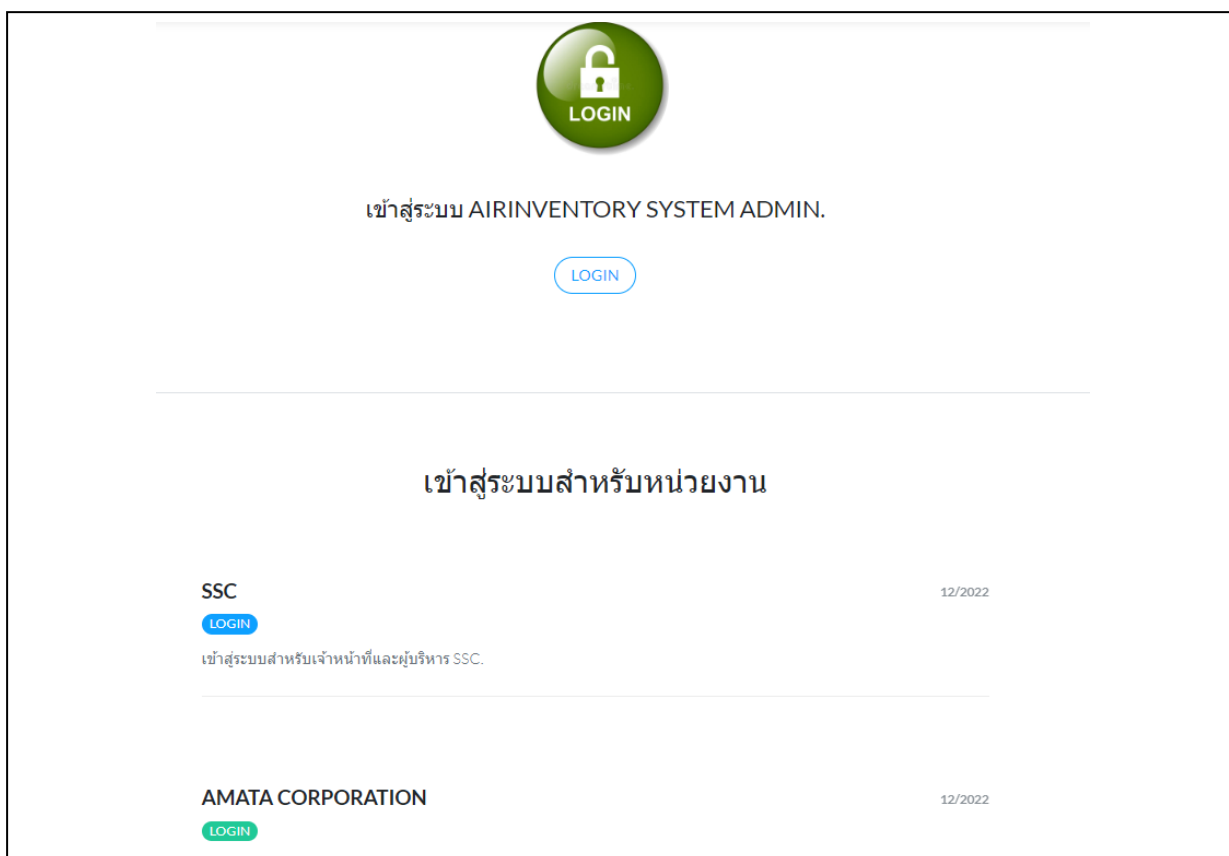 LOGIN
เข้าสู่ระบบ AIRINVENTORY SYSTEM ADMIN.
LOGIN
เข้าสู่ระบบสำหรับหน่วยงาน
SSC 12/2022
LOGIN
เข้าสู่ระบบสำหรับเจ้าหน้าที่และผู้บริหาร SSC.
AMATA CORPORATION 12/2022
LOGIN